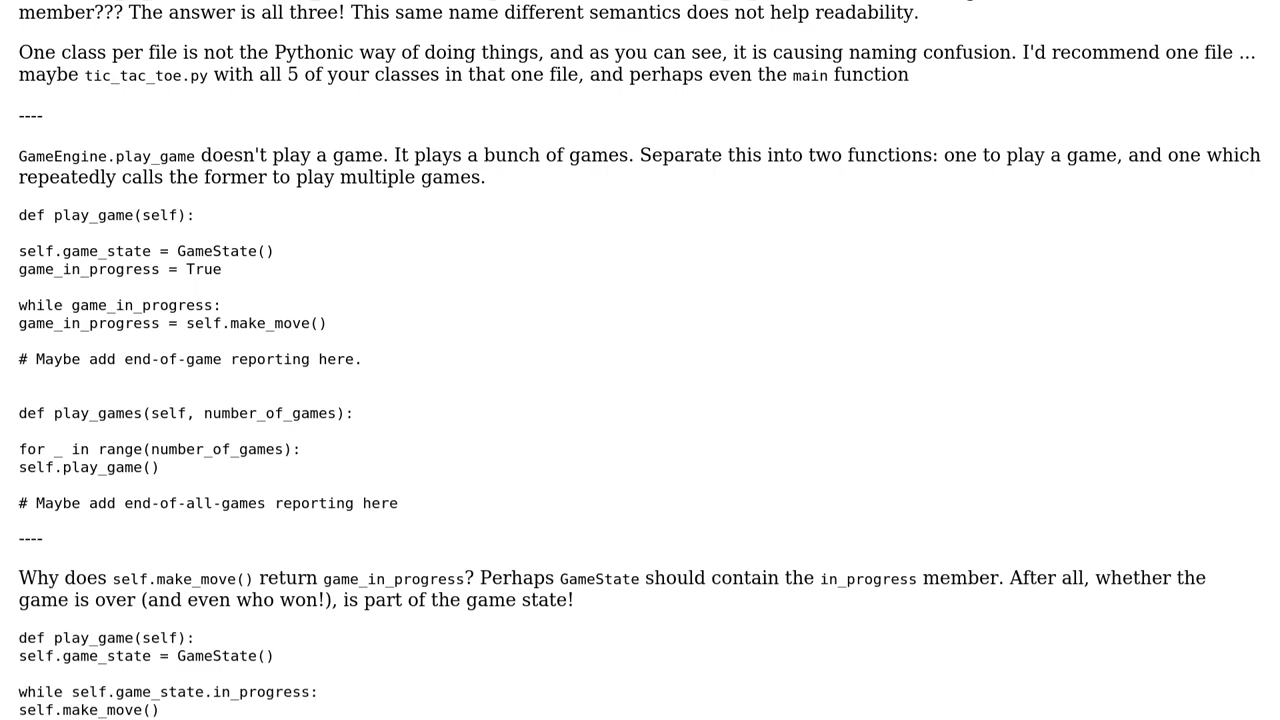 member??? The answer is all three! This same name different semantics does not help readability.
One class per file is not the Pythonic way of doing things, and as you can see, it is causing naming confusion. I'd recommend one file ...
maybe tic_tac_toe.py with all 5 of your classes in that one file, and perhaps even the main function
----
GameEngine.play_game doesn't play a game. It plays a bunch of games. Separate this into two functions: one to play a game, and one which
repeatedly calls the former to play multiple games.
def play_game(self):
self.game_state = GameState()
game_in_progress = True
while game_in_progress:
game_in_progress = self.make_move()
# Maybe add end-of-game reporting here.
def play_games(self, number_of_games):
for _ in range(number_of_games):
self.play_game()
# Maybe add end-of-all-games reporting here
----
Why does self.make_move() return game_in_progress? Perhaps GameState should contain the in_progress member. After all, whether the
game is over (and even who won!), is part of the game state!
def play_game(self):
self.game_state = GameState()
while self.game_state.in_progress:
self.make_move()